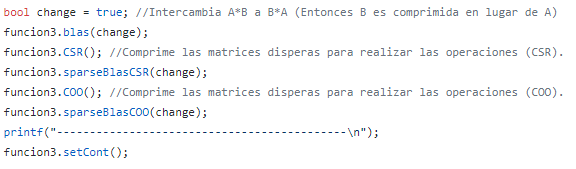 bool change = true; //Intercambia A*B a B*A (Entonces B es comprimida en lugar de A)
funcion3.blas(change);
funcion3.CSR(); //Comprime las matrices disperas para realizar las operaciones (CSR).
funcion3.sparseBlasCSR(change);
funcion3.COO(); //Comprime las matrices disperas para realizar las operaciones (COO).
funcion3.sparseBlasCOO(change);
printf("--------------------------------------------\n");
funcion3.setCont();